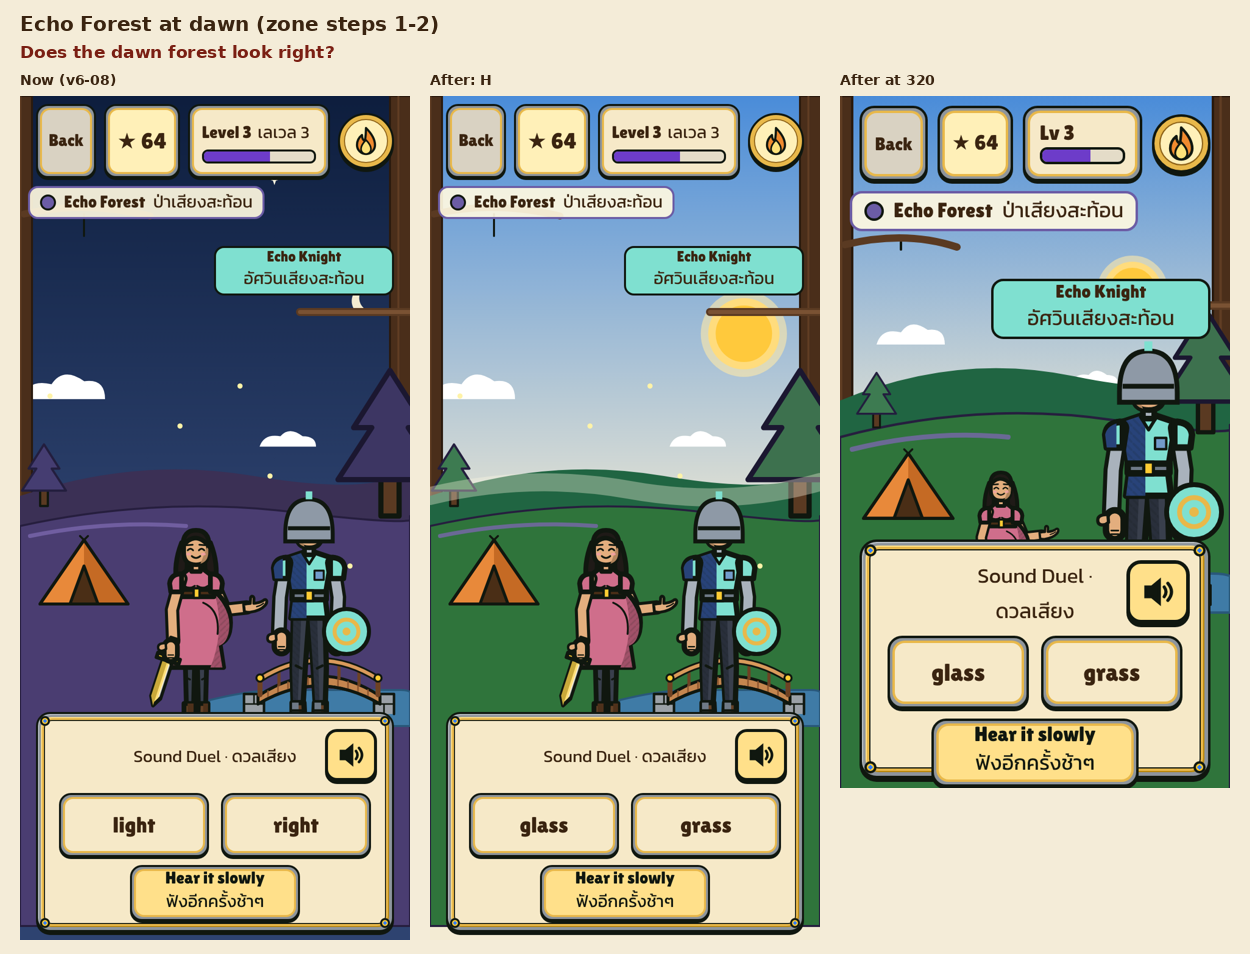 Echo Forest at dawn (zone steps 1-2)
Does the dawn forest look right?
Now (v6-08)
Back
★ 64
Level 3 เลเวล 3
Echo Forest ป่าเสียงสะท้อน
Echo Knight
อัศวินเสียงสะท้อน
Sound Duel · ดวลเสียง
light
right
Hear it slowly
ฟังอีกครั้งช้าๆ
After: H
Back
★ 64
Level 3 เลเวล 3
Echo Forest ป่าเสียงสะท้อน
Echo Knight
อัศวินเสียงสะท้อน
Sound Duel · ดวลเสียง
glass
grass
Hear it slowly
ฟังอีกครั้งช้าๆ
After at 320
Back
★ 64
Lv 3
Echo Forest ป่าเสียงสะท้อน
Echo Knight
อัศวินเสียงสะท้อน
Sound Duel ·
ดวลเสียง
glass
grass
Hear it slowly
ฟังอีกครั้งช้าๆ